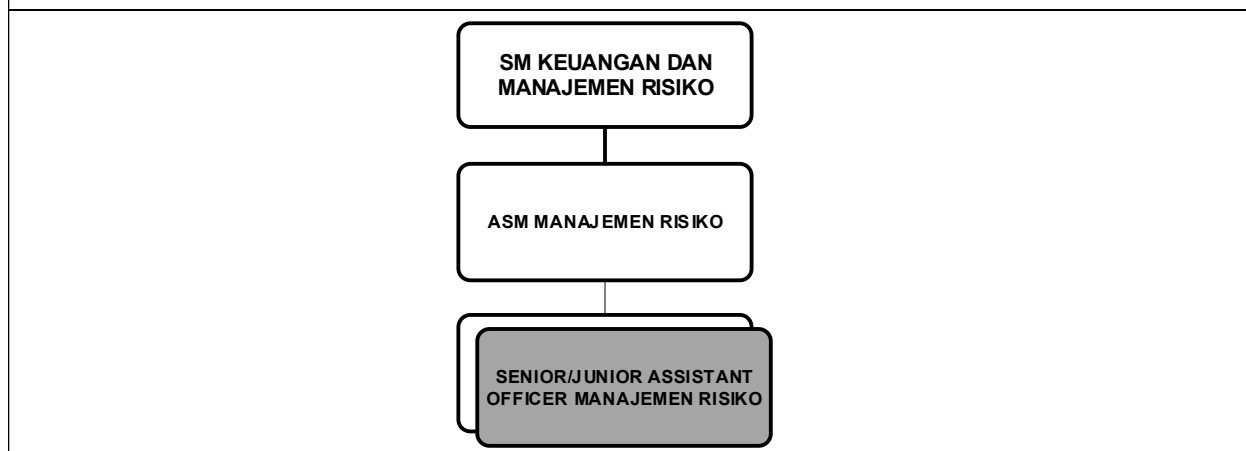 SM KEUANGAN DAN
MANAJEMEN RISIKO
ASM MANAJEMEN RISIKO
SENIOR/JUNIOR ASSISTANT
OFFICER MANAJEMEN RISIKO